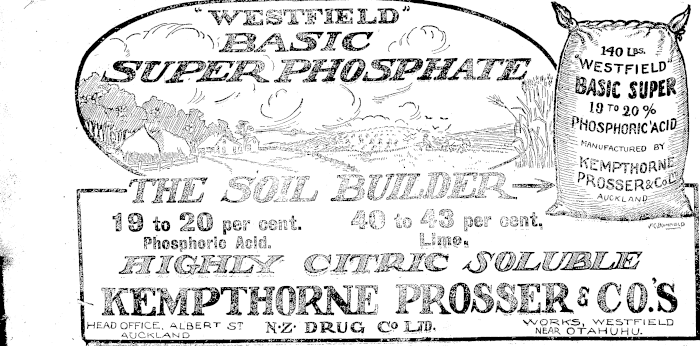 "WESTFIELD"
BASIC
SUPER PHOSPHATE
140 LBS.
"WESTFIELD"
BASIC SUPER
19 TO 20 %
PHOSPHORIC ACID
MANUFACTURED BY
KEMPTHORNE
PROSSER & Co Ltd
AUCKLAND
THE SOIL BUILDER
19 to 20 per cent. 40 to 43 per cent.
Phosphoric Acid. Lime.
HIGHLY CITRIC SOLUBLE
KEMPTHORNE PROSSER & CO.'S
HEAD OFFICE, ALBERT ST
AUCKLAND
N.Z. DRUG Co LTD.
WORKS, WESTFIELD
NEAR OTAHUHU.